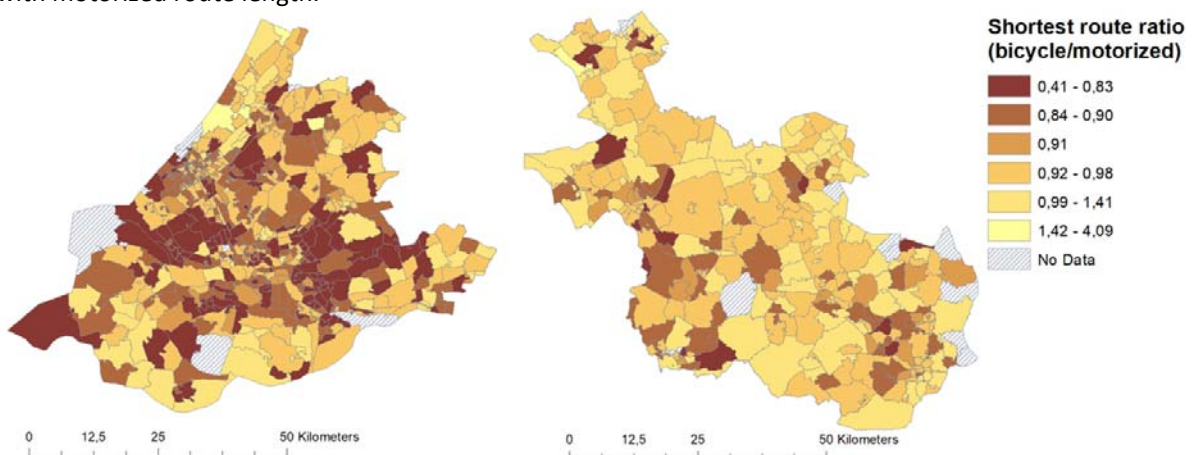 with motorized route length.
Shortest route ratio
(bicycle/motorized)
0,41 - 0,83
0,84 - 0,90
0,91
0,92 - 0,98
0,99 - 1,41
1,42 - 4,09
No Data
0 12,5 25 50 Kilometers
0 12,5 25 50 Kilometers